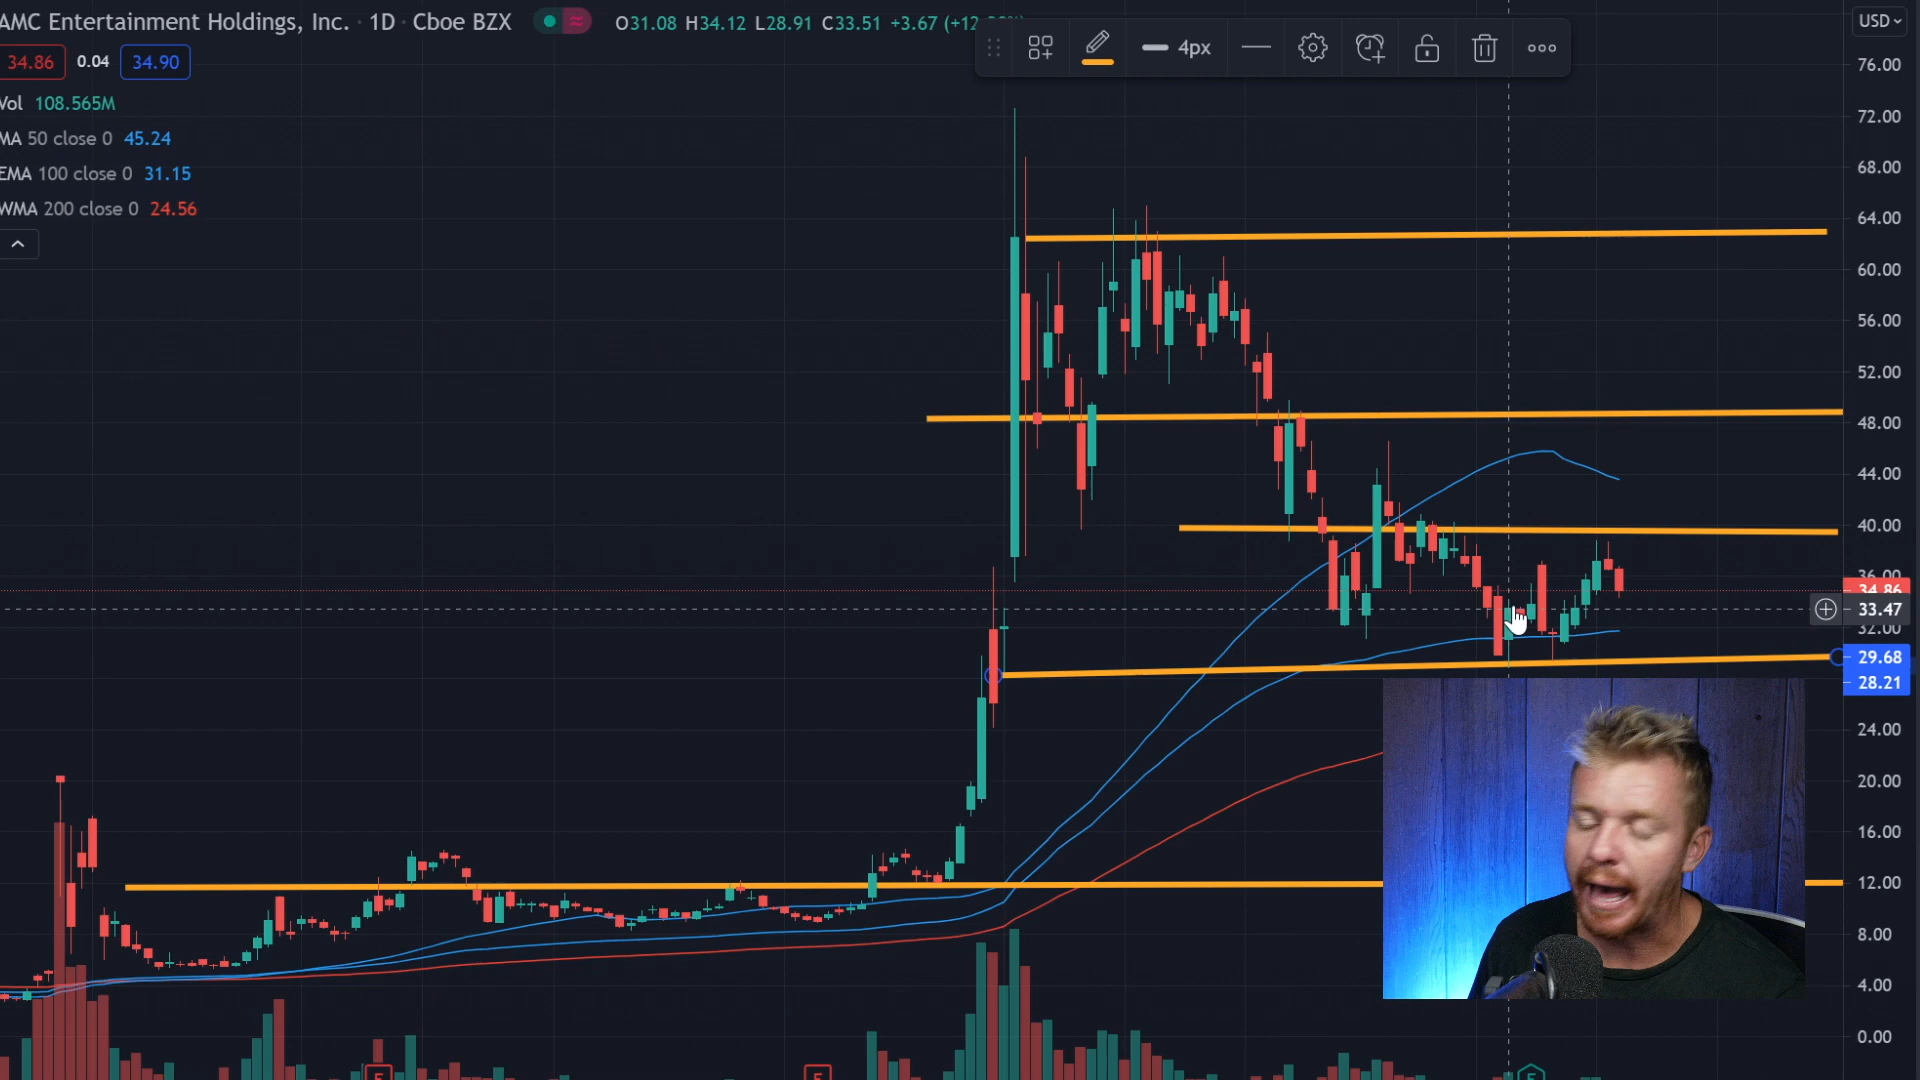 AMC Entertainment Holdings, Inc. · 1D · Cboe BZX O31.08 H34.12 L28.91 C33.51 +3.67
4px
USD
34.86 0.04 34.90
Vol 108.565M
MA 50 close 0 45.24
EMA 100 close 0 31.15
WMA 200 close 0 24.56
76.00
72.00
68.00
64.00
60.00
56.00
52.00
48.00
44.00
40.00
36.00
34.86
33.47
32.00
29.68
28.21
24.00
20.00
16.00
12.00
8.00
4.00
0.00
E
E
E